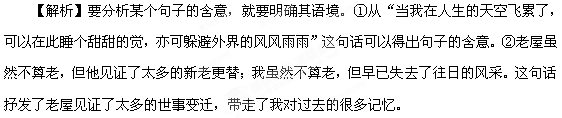 【解析】要分析某个句子的含意，就要明确其语境。①从“当我在人生的天空飞累了，
可以在此睡个甜甜的觉，亦可躲避外界的风风雨雨”这句话可以得出句子的含意。②老屋虽
然不算老，但他见证了太多的新老更替；我虽然不算老，但早已失去了往日的风采。这句话
抒发了老屋见证了太多的世事变迁，带走了我对过去的很多记忆。